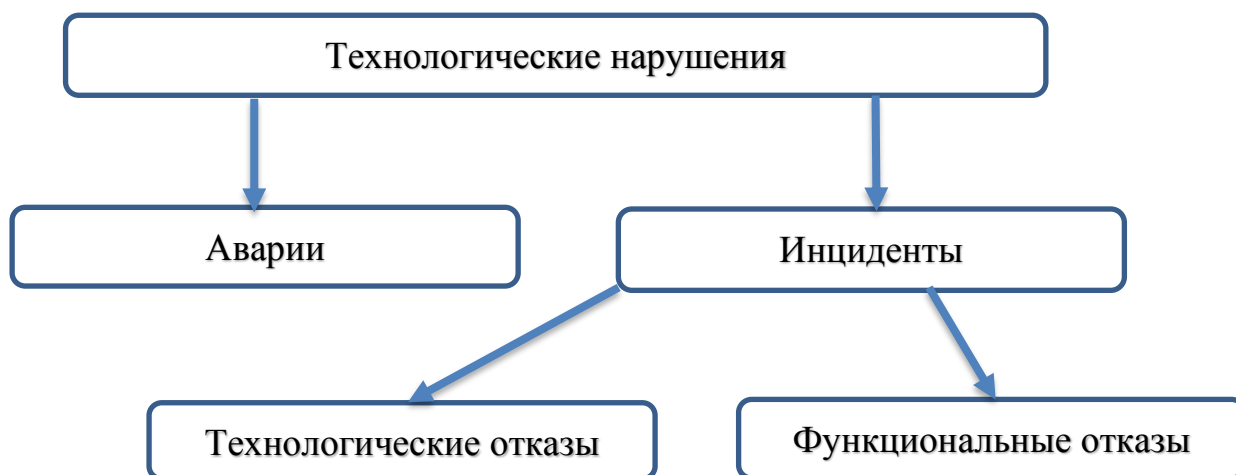 Технологические нарушения
Аварии
Инциденты
Технологические отказы
Функциональные отказы